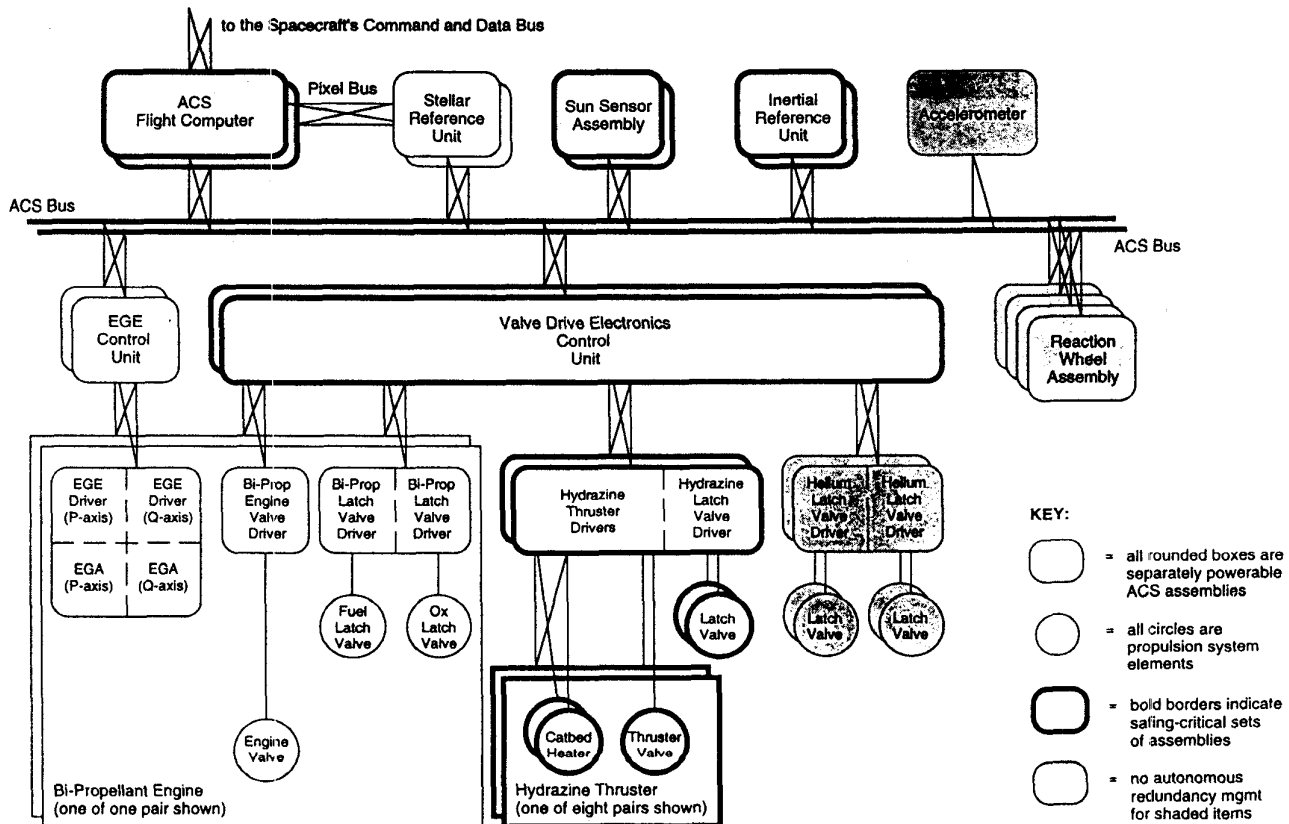 to the Spacecraft's Command and Data Bus
ACS
Flight Computer
Pixel Bus
Stellar
Reference
Unit
Sun Sensor
Assembly
Inertial
Reference
Unit
Accelerometer
ACS Bus
ACS Bus
EGE
Control
Unit
Valve Drive Electronics
Control
Unit
Reaction
Wheel
Assembly
EGE
Driver
(P-axis)
EGE
Driver
(Q-axis)
EGA
(P-axis)
EGA
(Q-axis)
Bi-Prop
Engine
Valve
Driver
Bi-Prop
Latch
Valve
Driver
Bi-Prop
Latch
Valve
Driver
Hydrazine
Thruster
Drivers
Hydrazine
Latch
Valve
Driver
Helium
Latch
Valve
Driver
Helium
Latch
Valve
Driver
Fuel
Latch
Valve
Ox
Latch
Valve
Latch
Valve
Latch
Valve
Latch
Valve
Engine
Valve
Catbed
Heater
Thruster
Valve
Bi-Propellant Engine
(one of one pair shown)
Hydrazine Thruster
(one of eight pairs shown)
KEY:
= all rounded boxes are
separately powerable
ACS assemblies
= all circles are
propulsion system
elements
= bold borders indicate
safing-critical sets
of assemblies
= no autonomous
redundancy mgmt
for shaded items